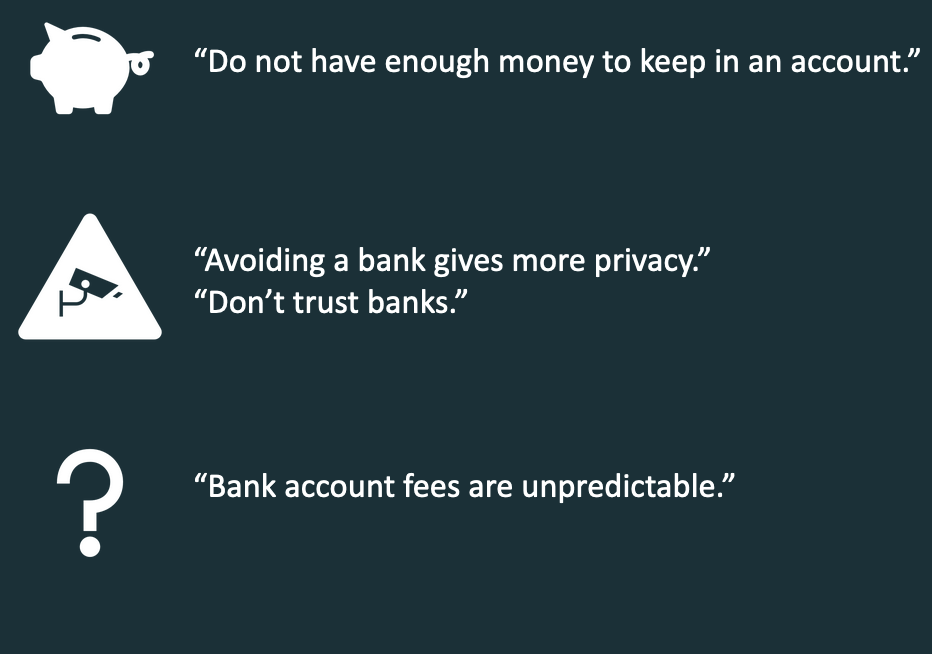 “Do not have enough money to keep in an account.”
“Avoiding a bank gives more privacy.”
“Don’t trust banks.”
“Bank account fees are unpredictable.”